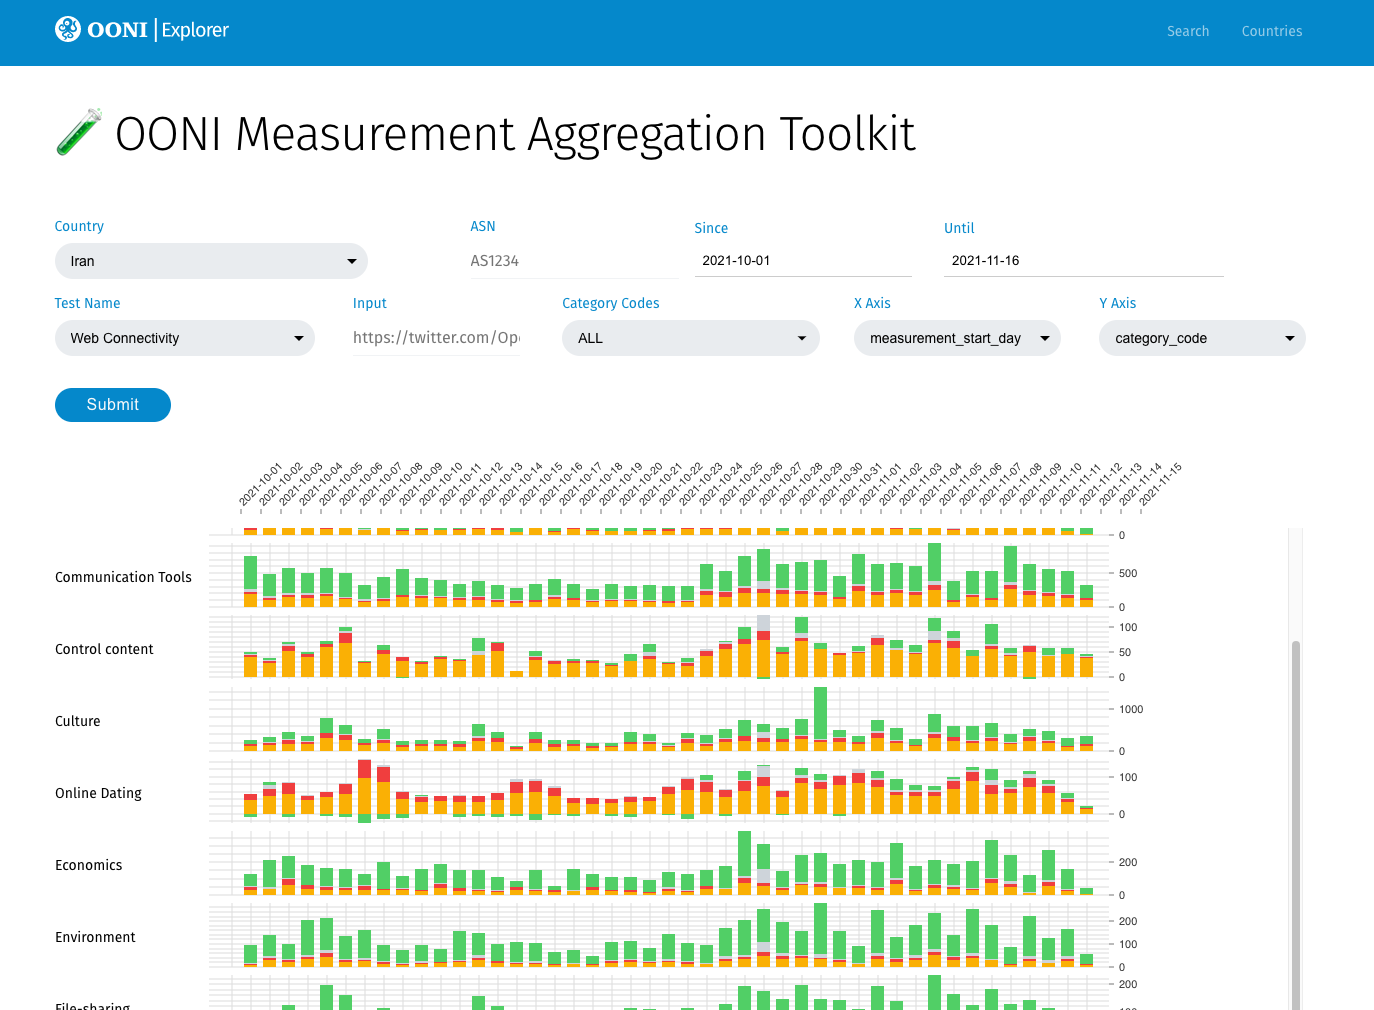 OONI Explorer
Search Countries
OONI Measurement Aggregation Toolkit
Country ASN Since Until
Iran AS1234 2021-10-01 2021-11-16
Test Name Input Category Codes X Axis Y Axis
Web Connectivity https://twitter.com/Op ALL measurement_start_day category_code
Submit
2021-10-01 2021-10-02 2021-10-03 2021-10-04 2021-10-05 2021-10-06 2021-10-07 2021-10-08 2021-10-09 2021-10-10 2021-10-11 2021-10-12 2021-10-13 2021-10-14 2021-10-15 2021-10-16 2021-10-17 2021-10-18 2021-10-19 2021-10-20 2021-10-21 2021-10-22 2021-10-23 2021-10-24 2021-10-25 2021-10-26 2021-10-27 2021-10-28 2021-10-29 2021-10-30 2021-10-31 2021-11-01 2021-11-02 2021-11-03 2021-11-04 2021-11-05 2021-11-06 2021-11-07 2021-11-08 2021-11-09 2021-11-10 2021-11-11 2021-11-12 2021-11-13 2021-11-14 2021-11-15
0
Communication Tools 500
0
100
Control content 50
0
Culture 1000
0
Online Dating 100
0
Economics 200
0
200
Environment 100
0
200
File-sharing 100